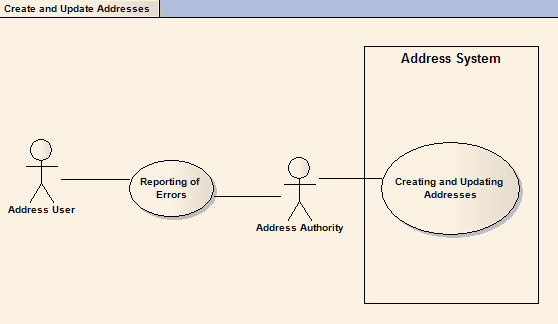 Create and Update Addresses
Address System
Reporting of
Errors
Creating and Updating
Addresses
Address User
Address Authority